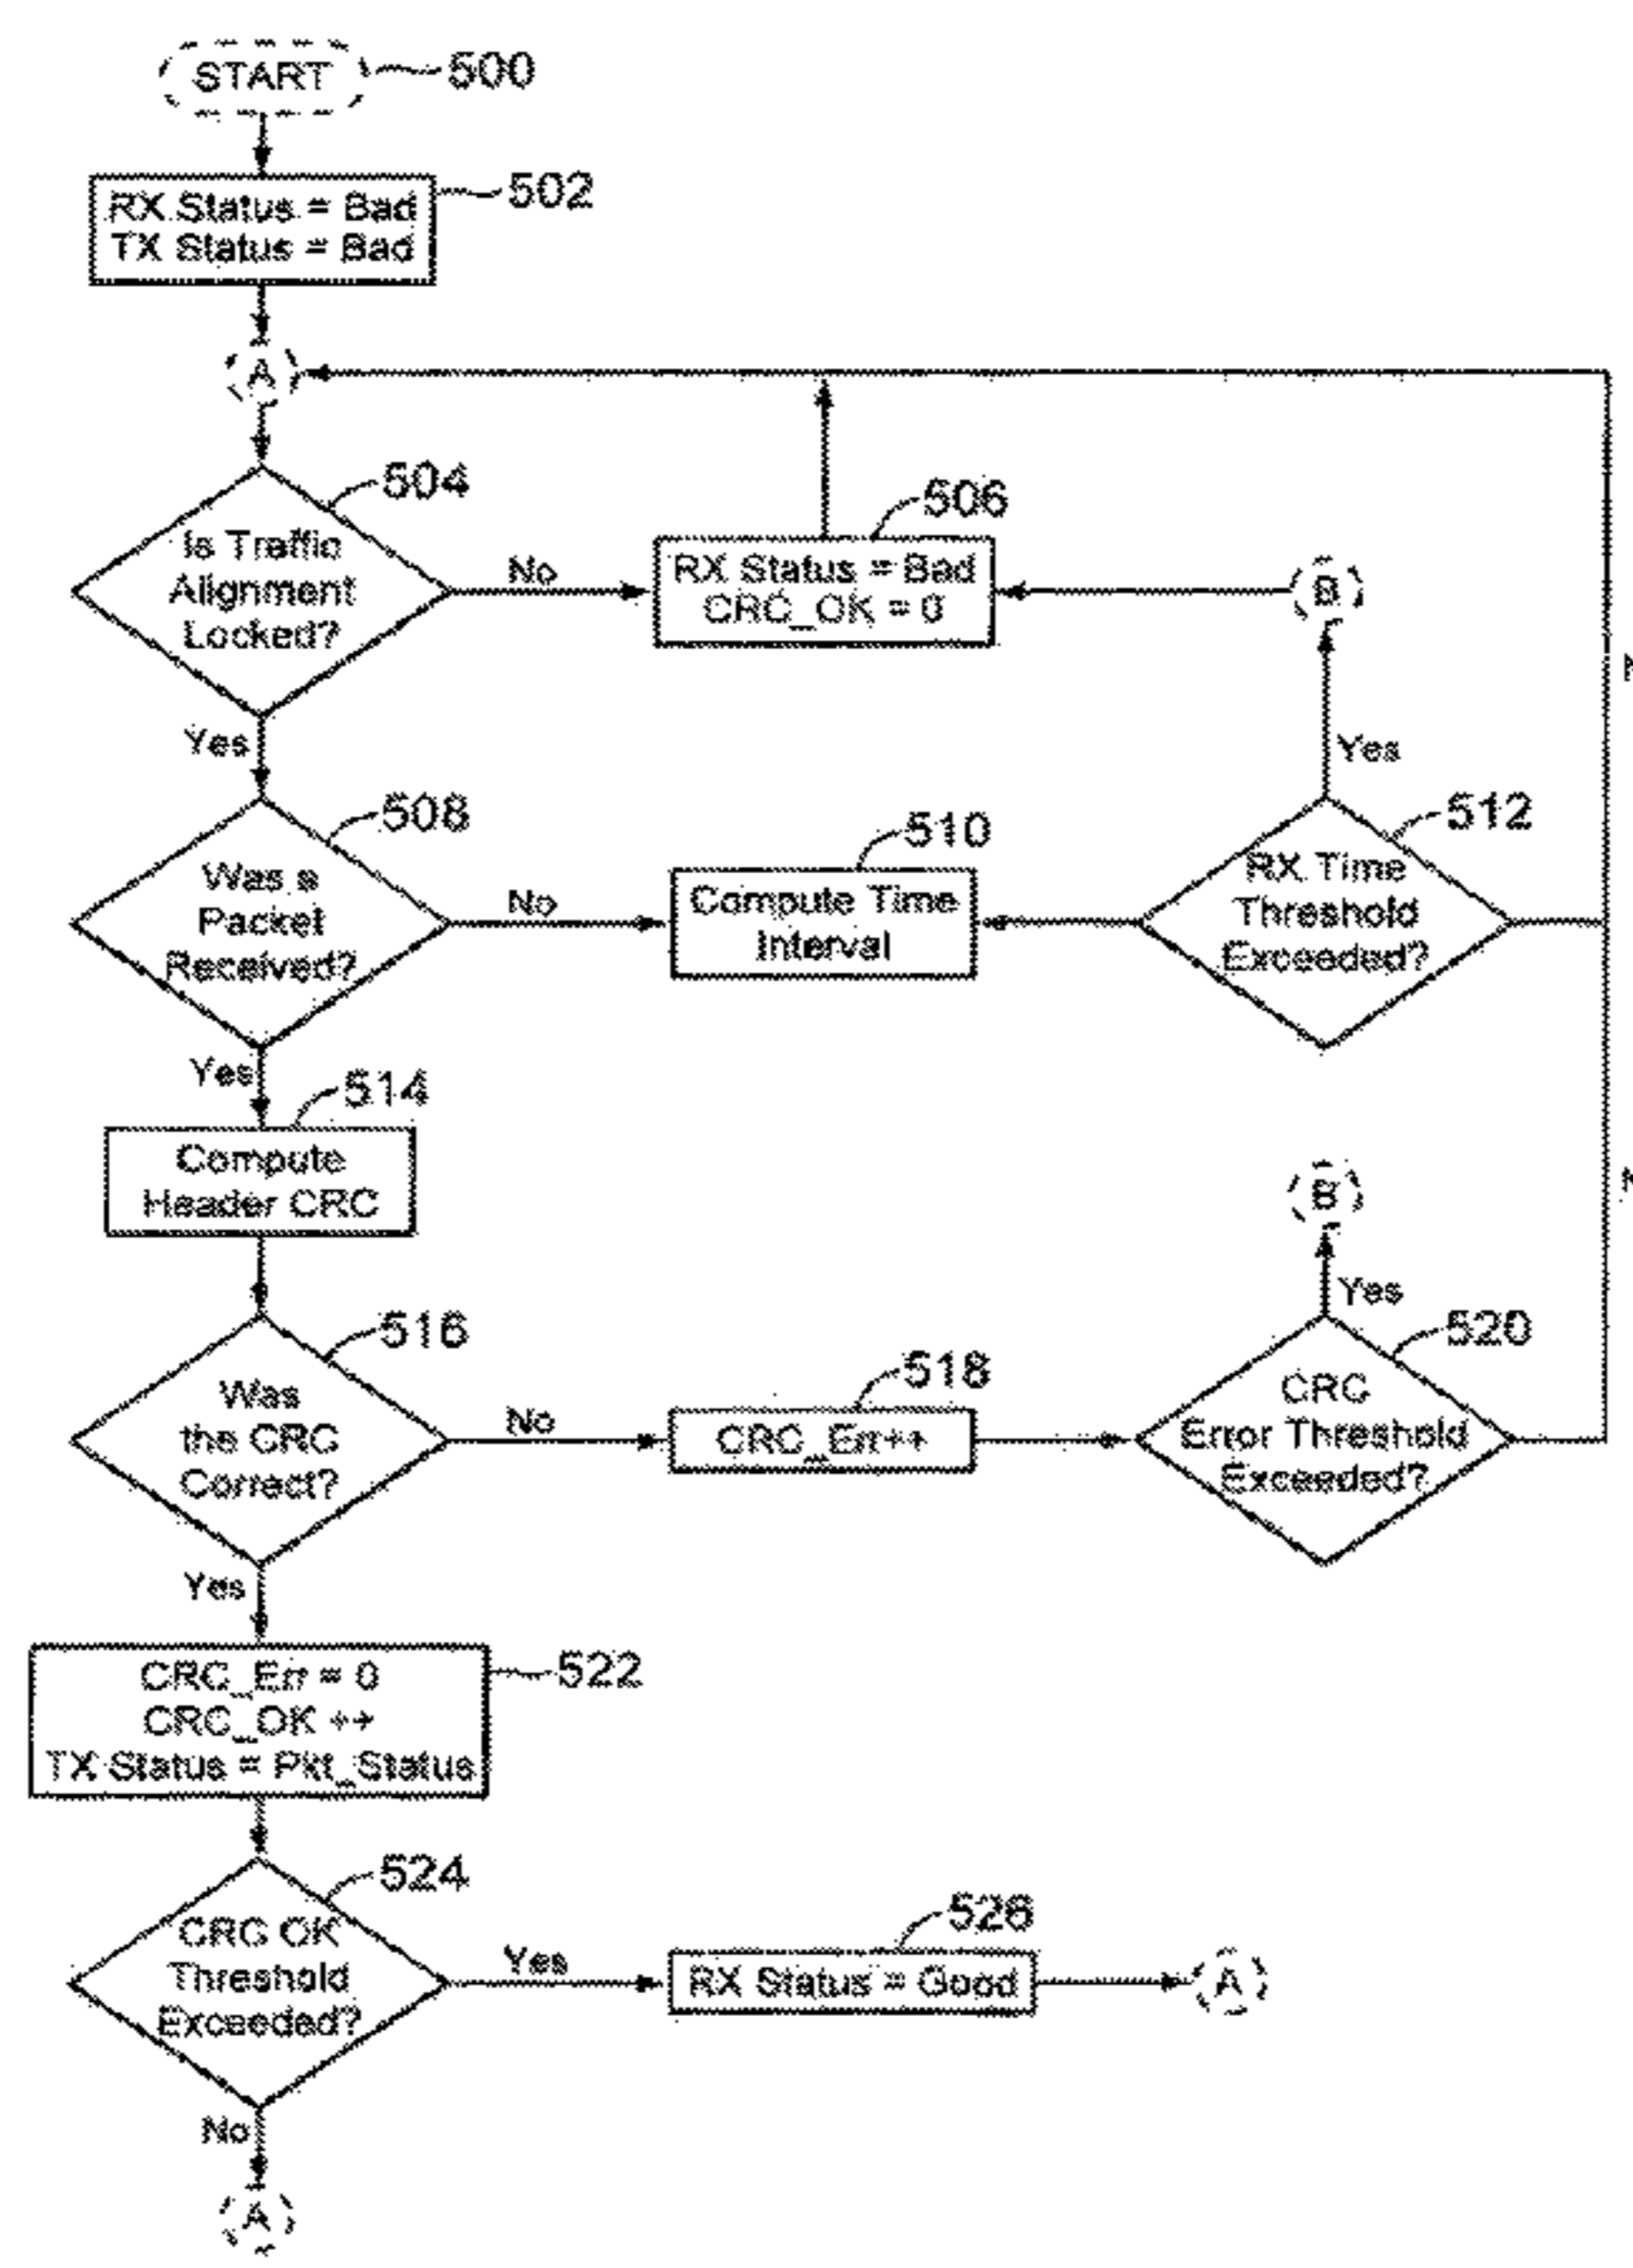 START
500
RX Status = Bad
TX Status = Bad
502
A
504
Is Traffic
Alignment
Locked?
No
506
RX Status = Bad
CRC_OK = 0
B
Yes
Yes
508
Was a
Packet
Received?
No
510
Compute Time
Interval
512
RX Time
Threshold
Exceeded?
Yes
514
Compute
Header CRC
B
Yes
516
Was
the CRC
Correct?
No
518
CRC_Err++
520
CRC
Error Threshold
Exceeded?
Yes
CRC_Err = 0
CRC_OK ++
TX Status = Pkt_Status
522
524
CRC OK
Threshold
Exceeded?
Yes
526
RX Status = Good
A
No
A